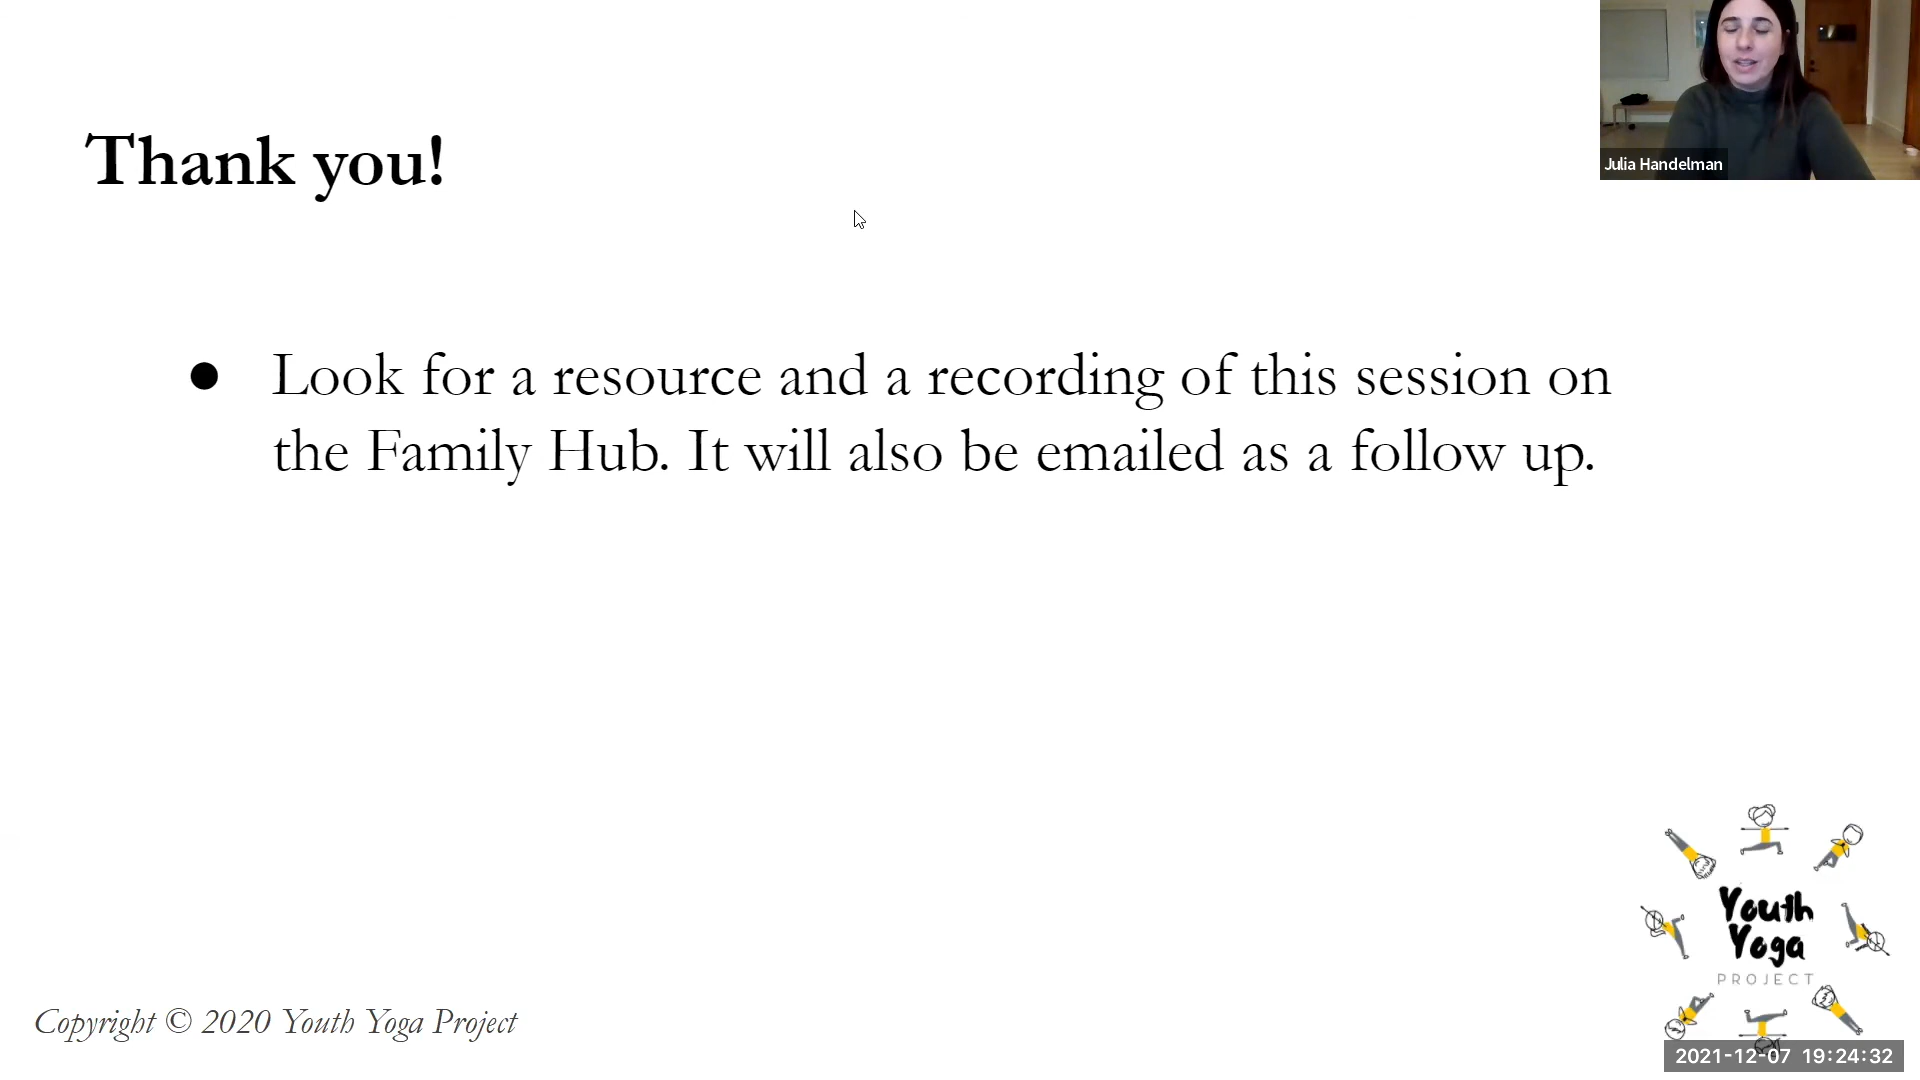 Thank you!
Julia Handelman
● Look for a resource and a recording of this session on
the Family Hub. It will also be emailed as a follow up.
Youth
Yoga
PROJECT
Copyright © 2020 Youth Yoga Project
2021-12-07 19:24:32